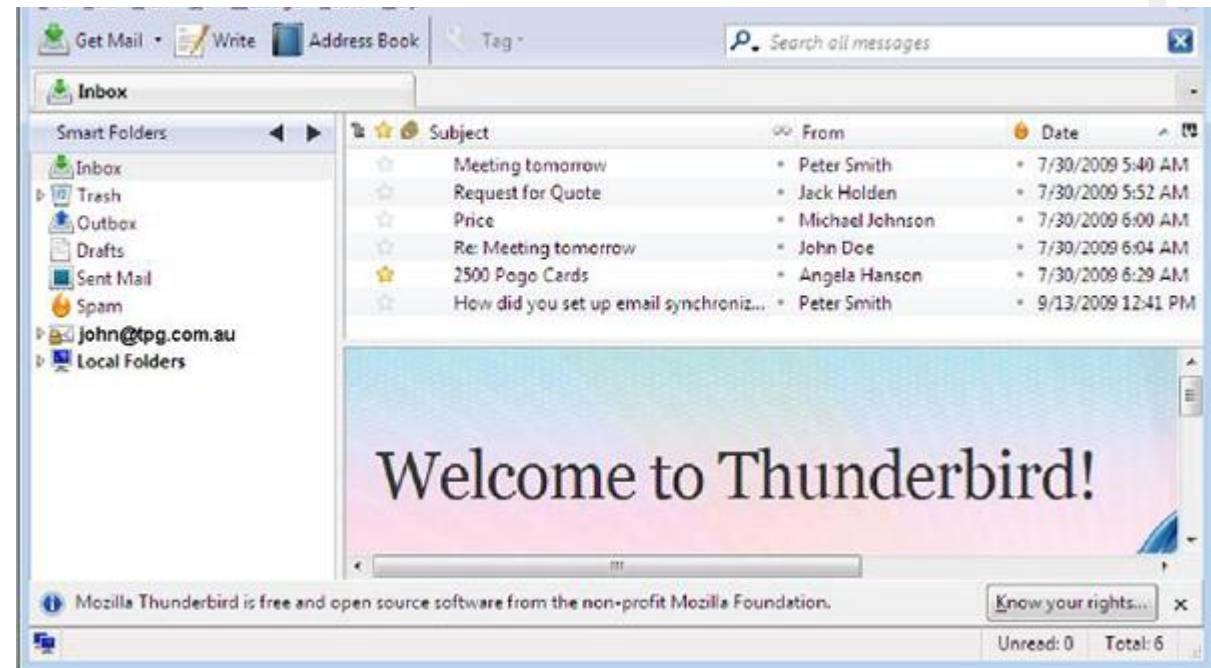 Get Mail Write Address Book Tag Search all messages
Inbox
Smart Folders Subject From Date
Inbox
Trash
Outbox
Drafts
Sent Mail
Spam
john@tpg.com.au
Local Folders
Meeting tomorrow Peter Smith 7/30/2009 5:40 AM
Request for Quote Jack Holden 7/30/2009 5:52 AM
Price Michael Johnson 7/30/2009 6:00 AM
Re: Meeting tomorrow John Doe 7/30/2009 6:04 AM
2500 Pogo Cards Angela Hanson 7/30/2009 6:29 AM
How did you set up email synchroniz... Peter Smith 9/13/2009 12:41 PM
Welcome to Thunderbird!
Mozilla Thunderbird is free and open source software from the non-profit Mozilla Foundation. Know your rights...
Unread: 0 Total: 6